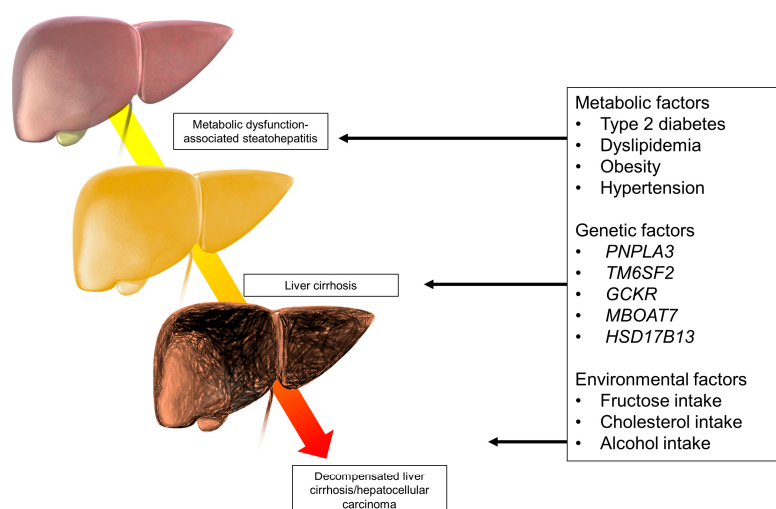 Metabolic dysfunction-
associated steatohepatitis
Liver cirrhosis
Decompensated liver
cirrhosis/hepatocellular
carcinoma
Metabolic factors
• Type 2 diabetes
• Dyslipidemia
• Obesity
• Hypertension
Genetic factors
• PNPLA3
• TM6SF2
• GCKR
• MBOAT7
• HSD17B13
Environmental factors
• Fructose intake
• Cholesterol intake
• Alcohol intake